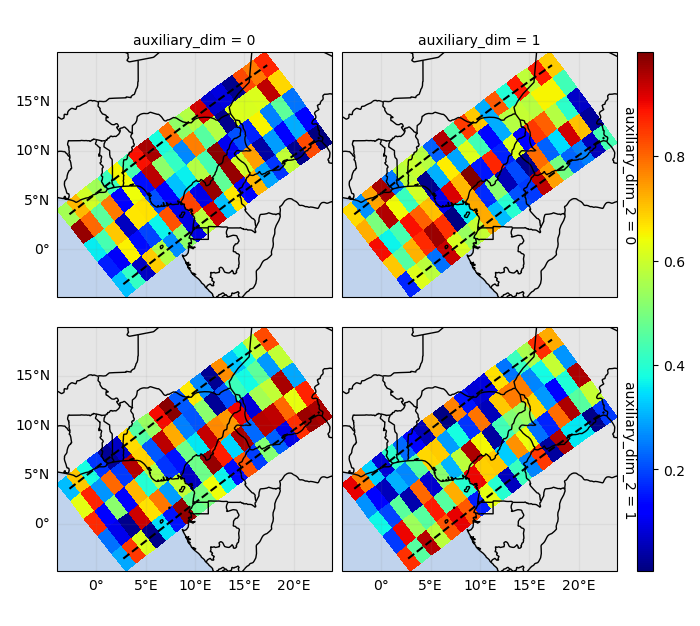 auxiliary_dim = 0
auxiliary_dim = 1
15°N
10°N
5°N
0°
auxiliary_dim_2 = 0
0.8
0.6
0.4
0.2
15°N
10°N
5°N
0°
auxiliary_dim_2 = 1
0°
5°E
10°E
15°E
20°E
0°
5°E
10°E
15°E
20°E